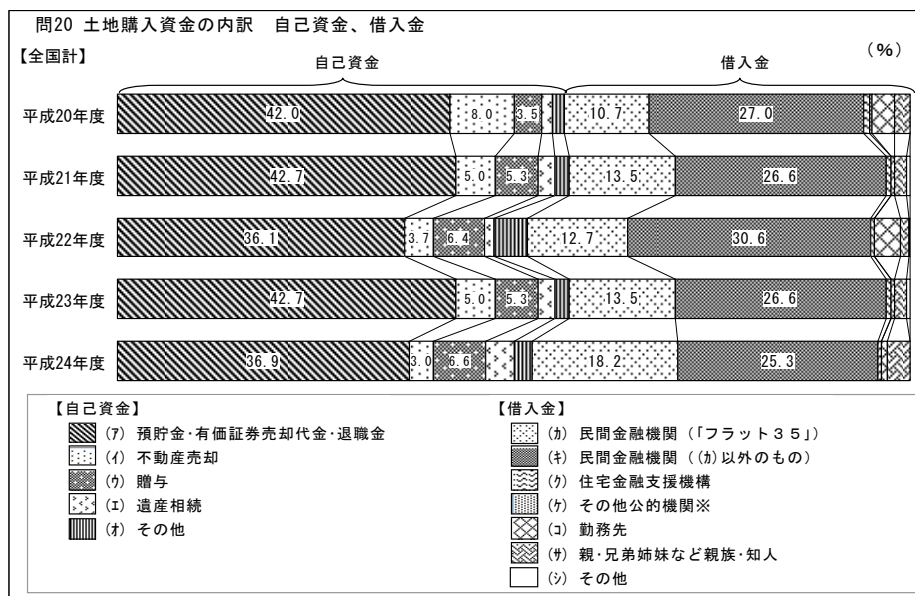 問20 土地購入資金の内訳 自己資金、借入金
【全国計】
(%)
自己資金 借入金
平成20年度 42.0 8.0 3.5 10.7 27.0
平成21年度 42.7 5.0 5.3 13.5 26.6
平成22年度 36.1 3.7 6.4 12.7 30.6
平成23年度 42.7 5.0 5.3 13.5 26.6
平成24年度 36.9 3.0 6.6 18.2 25.3
【自己資金】
(ｱ) 預貯金･有価証券売却代金･退職金
(ｲ) 不動産売却
(ｳ) 贈与
(ｴ) 遺産相続
(ｵ) その他
【借入金】
(ｶ) 民間金融機関（｢フラット３５｣）
(ｷ) 民間金融機関（(ｶ)以外のもの）
(ｸ) 住宅金融支援機構
(ｹ) その他公的機関※
(ｺ) 勤務先
(ｻ) 親･兄弟姉妹など親族･知人
(ｼ) その他